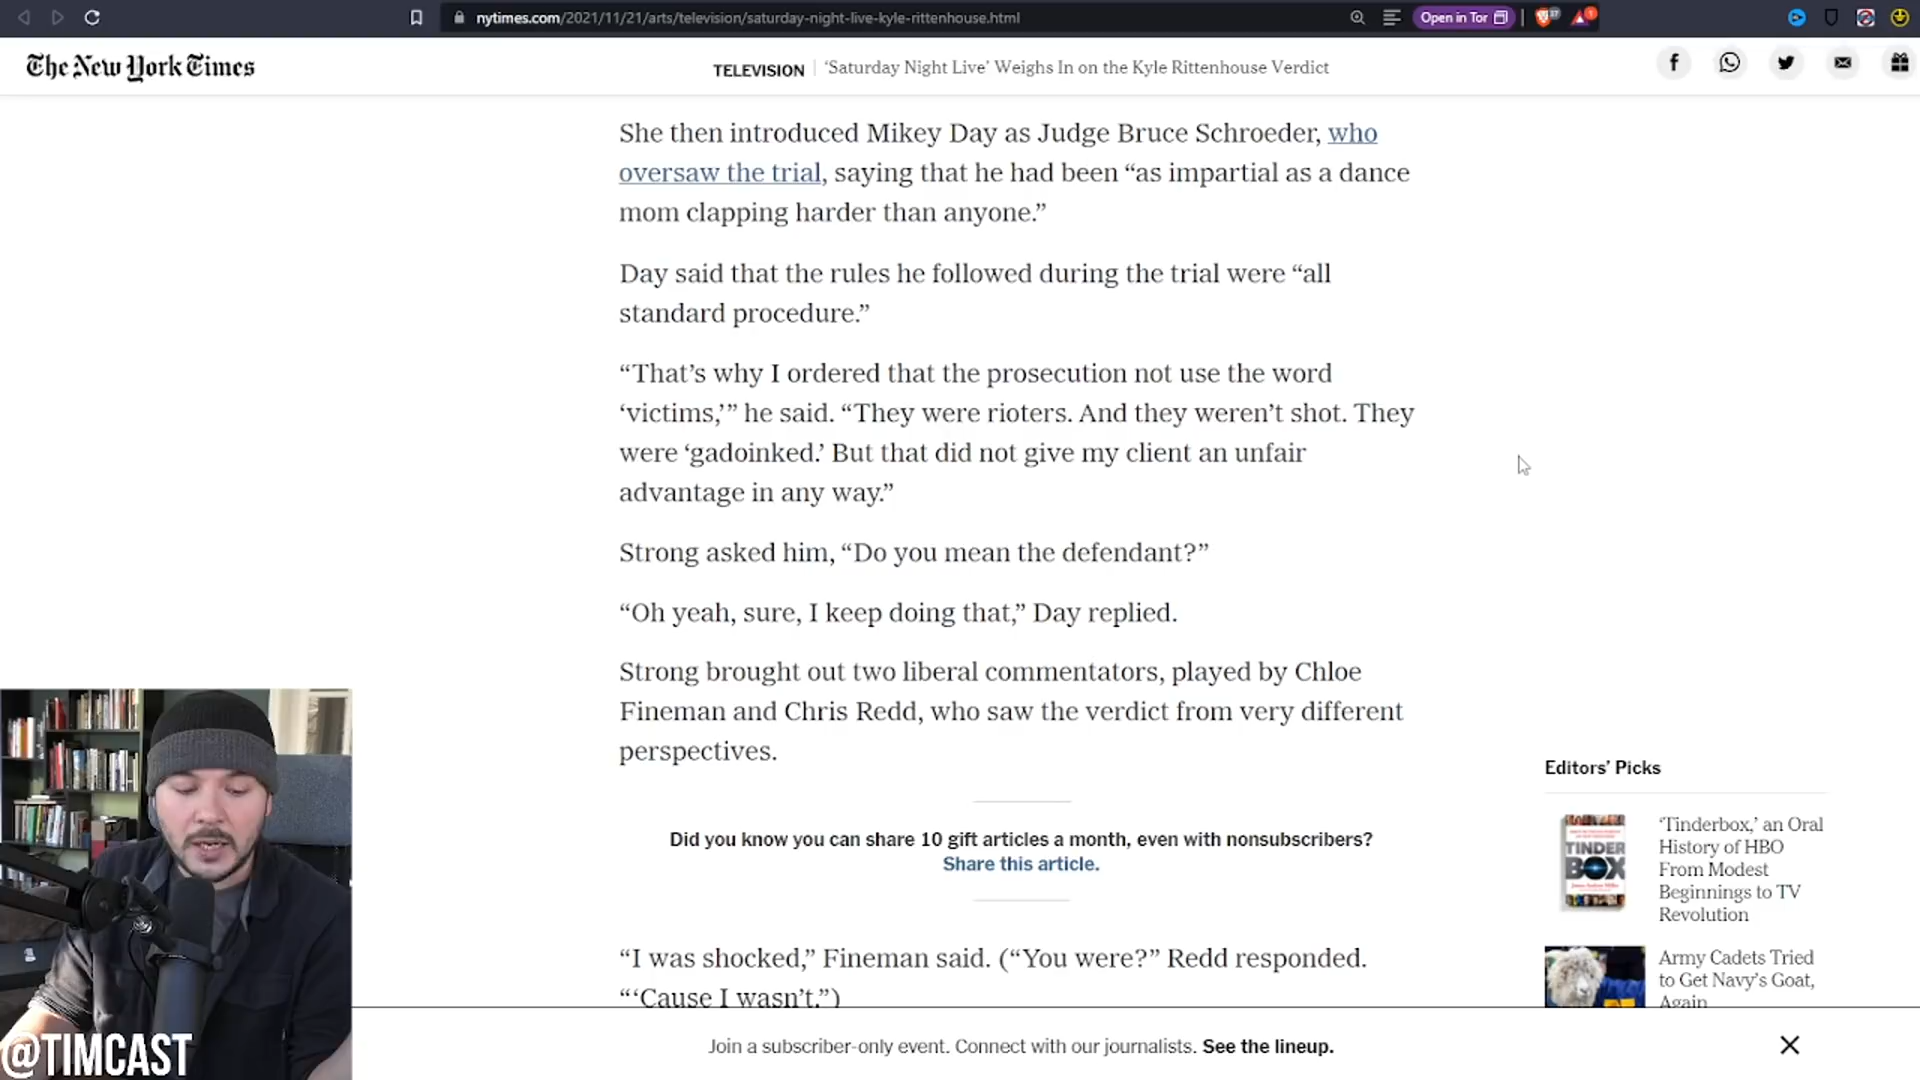 nytimes.com/2021/11/21/arts/television/saturday-night-live-kyle-rittenhouse.html
Open in Tor
The New York Times
TELEVISION | ‘Saturday Night Live’ Weighs In on the Kyle Rittenhouse Verdict
She then introduced Mikey Day as Judge Bruce Schroeder, who
oversaw the trial, saying that he had been “as impartial as a dance
mom clapping harder than anyone.”
Day said that the rules he followed during the trial were “all
standard procedure.”
“That’s why I ordered that the prosecution not use the word
‘victims,’” he said. “They were rioters. And they weren’t shot. They
were ‘gadoinked.’ But that did not give my client an unfair
advantage in any way.”
Strong asked him, “Do you mean the defendant?”
“Oh yeah, sure, I keep doing that,” Day replied.
Strong brought out two liberal commentators, played by Chloe
Fineman and Chris Redd, who saw the verdict from very different
perspectives.
Did you know you can share 10 gift articles a month, even with nonsubscribers?
Share this article.
“I was shocked,” Fineman said. (“You were?” Redd responded.
“‘Cause I wasn’t.”)
Editors’ Picks
TINDER
BOX
‘Tinderbox,’ an Oral
History of HBO
From Modest
Beginnings to TV
Revolution
Army Cadets Tried
to Get Navy’s Goat,
Again
Join a subscriber-only event. Connect with our journalists. See the lineup.
@TIMCAST